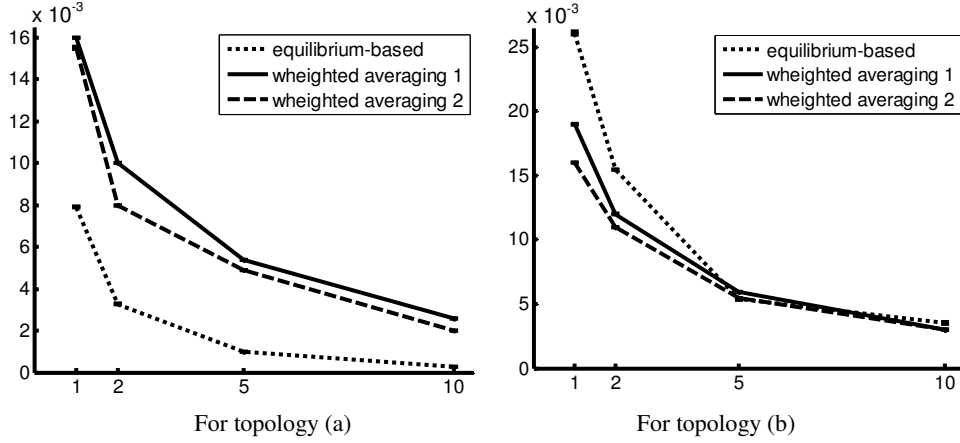 x 10-3
16
14
12
10
8
6
4
2
0
1 2 5 10
equilibrium-based
wheighted averaging 1
wheighted averaging 2
For topology (a)
x 10-3
25
20
15
10
5
0
1 2 5 10
equilibrium-based
wheighted averaging 1
wheighted averaging 2
For topology (b)